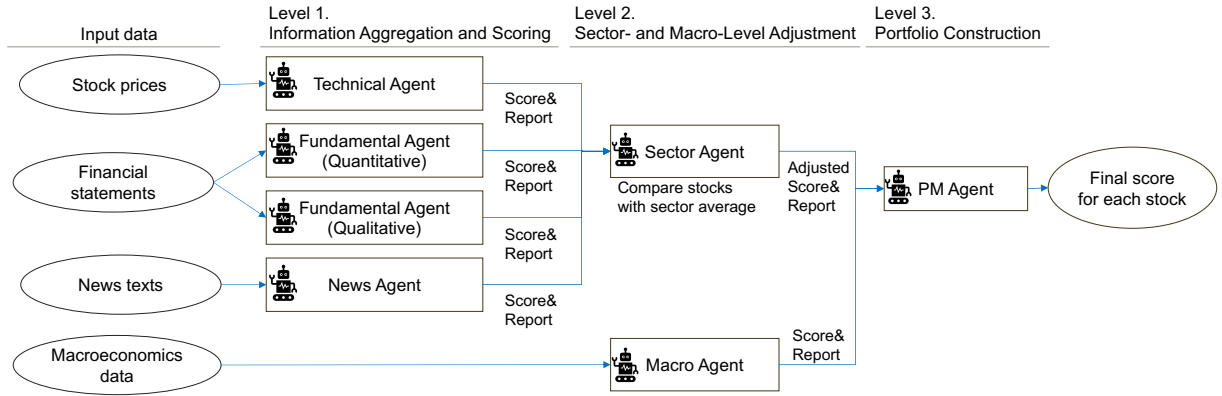 Input data
Level 1.
Information Aggregation and Scoring
Level 2.
Sector- and Macro-Level Adjustment
Level 3.
Portfolio Construction
Stock prices
Technical Agent
Score&
Report
Financial
statements
Fundamental Agent
(Quantitative)
Score&
Report
Fundamental Agent
(Qualitative)
Score&
Report
News texts
News Agent
Score&
Report
Sector Agent
Compare stocks
with sector average
Adjusted
Score&
Report
Macroeconomics
data
Macro Agent
Score&
Report
PM Agent
Final score
for each stock